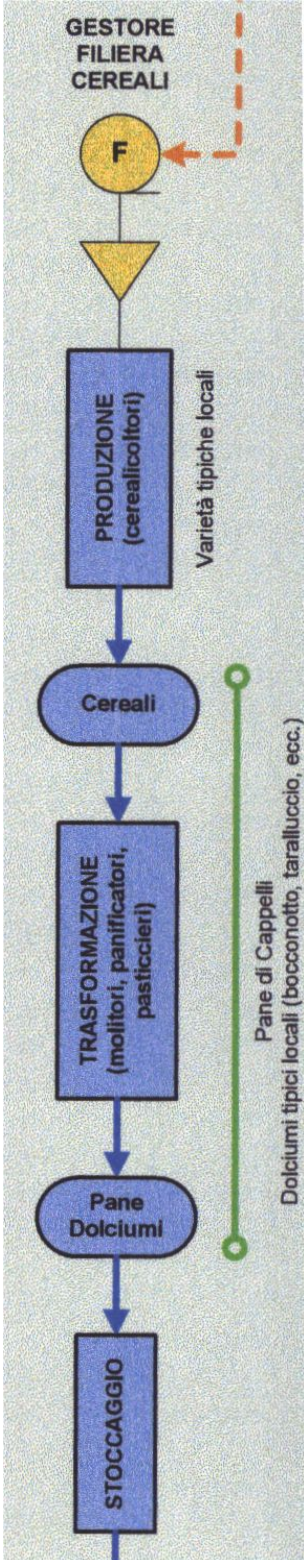 GESTORE
FILIERA
CEREALI
F
PRODUZIONE
(cerealicoltori)
Varietà tipiche locali
Cereali
TRASFORMAZIONE
(molitori, panificatori,
pasticcieri)
Pane di Cappelli
Dolciumi tipici locali (bocconotto, taralluccio, ecc.)
Pane
Dolciumi
STOCCAGGIO